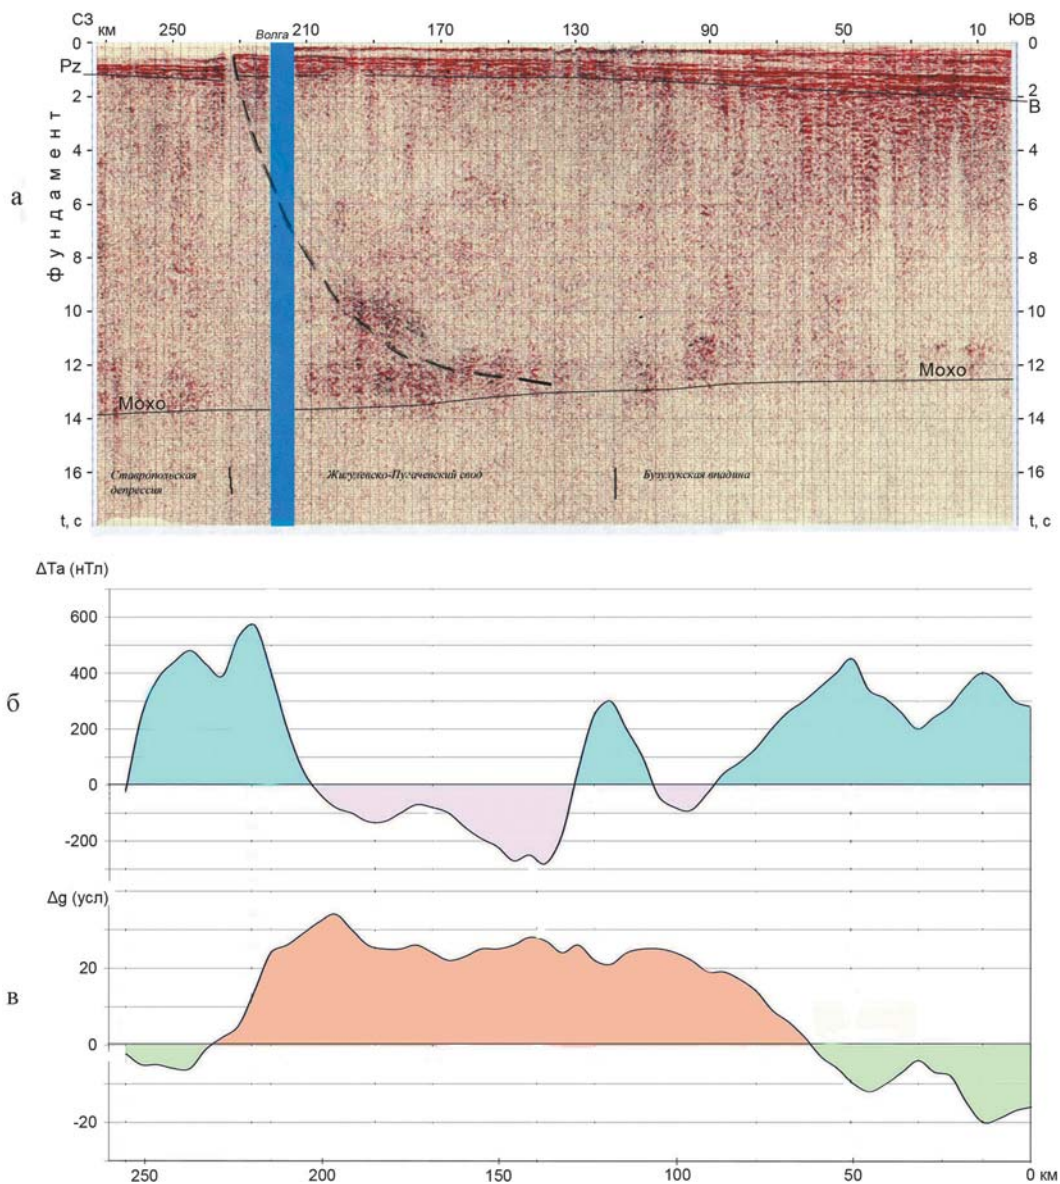 СЗ
км 250 Волга 210 170 130 90 50 10
ЮВ
0 0
Pz
2 2
В
4 4
6 6
8 8
10 10
12 12
14 14
16 16
t, с t, с
фундамент
а
Мохо
Мохо
Ставропольская
депрессия
Жигулевско-Пугачевский свод
Бузулукская впадина
ΔТа (нТл)
600
400
200
0
-200
б
Δg (усл)
20
0
-20
в
250 200 150 100 50 0 км